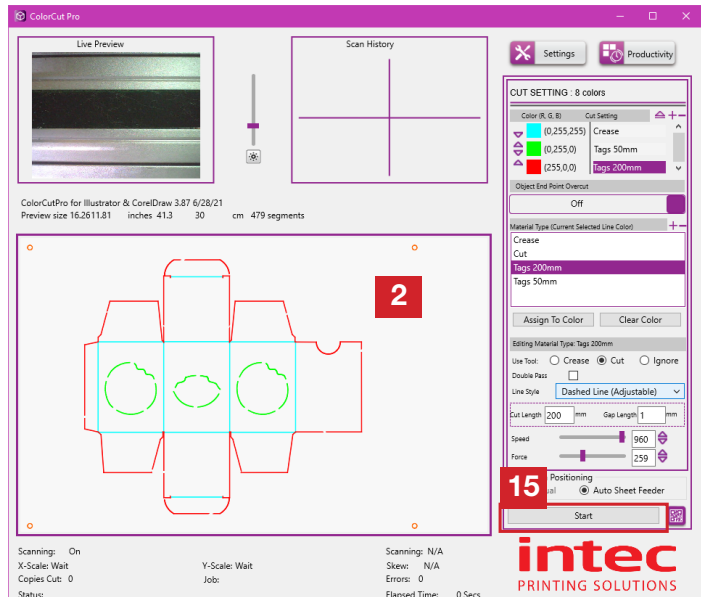 ColorCut Pro
Live Preview
Scan History
Settings
Productivity
CUT SETTING : 8 colors
Color (R, G, B) Cut Setting
(0,255,255) Crease
(0,255,0) Tags 50mm
(255,0,0) Tags 200mm
Object End Point Overcut
Off
ColorCutPro for Illustrator & CorelDraw 3.87 6/28/21
Preview size 16.2611.81 inches 41.3 30 cm 479 segments
Material Type (Current Selected Line Color)
Crease
Cut
Tags 200mm
Tags 50mm
Assign To Color Clear Color
2
Editing Material Type: Tags 200mm
Use Tool: Crease Cut Ignore
Double Pass
Line Style Dashed Line (Adjustable)
Cut Length 200 mm Gap Length 1 mm
Speed 960
Force 259
15
Positioning
ual Auto Sheet Feeder
Start
Scanning: On
X-Scale: Wait Y-Scale: Wait
Copies Cut: 0 Job:
Status:
Scanning: N/A
Skew: N/A
Errors: 0
Elapsed Time: 0 Secs
intec
PRINTING SOLUTIONS